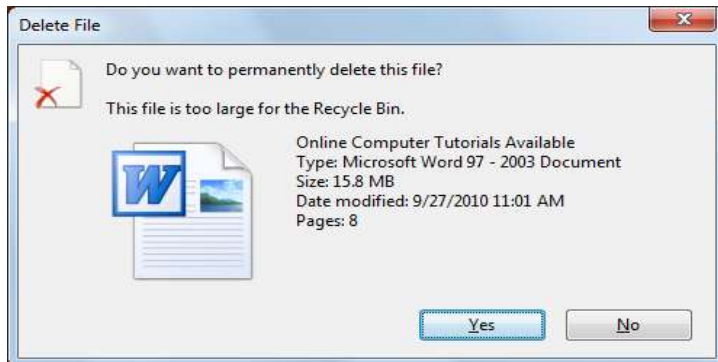 Delete File
Do you want to permanently delete this file?
This file is too large for the Recycle Bin.
Online Computer Tutorials Available
Type: Microsoft Word 97 - 2003 Document
Size: 15.8 MB
Date modified: 9/27/2010 11:01 AM
Pages: 8
W
Yes
No